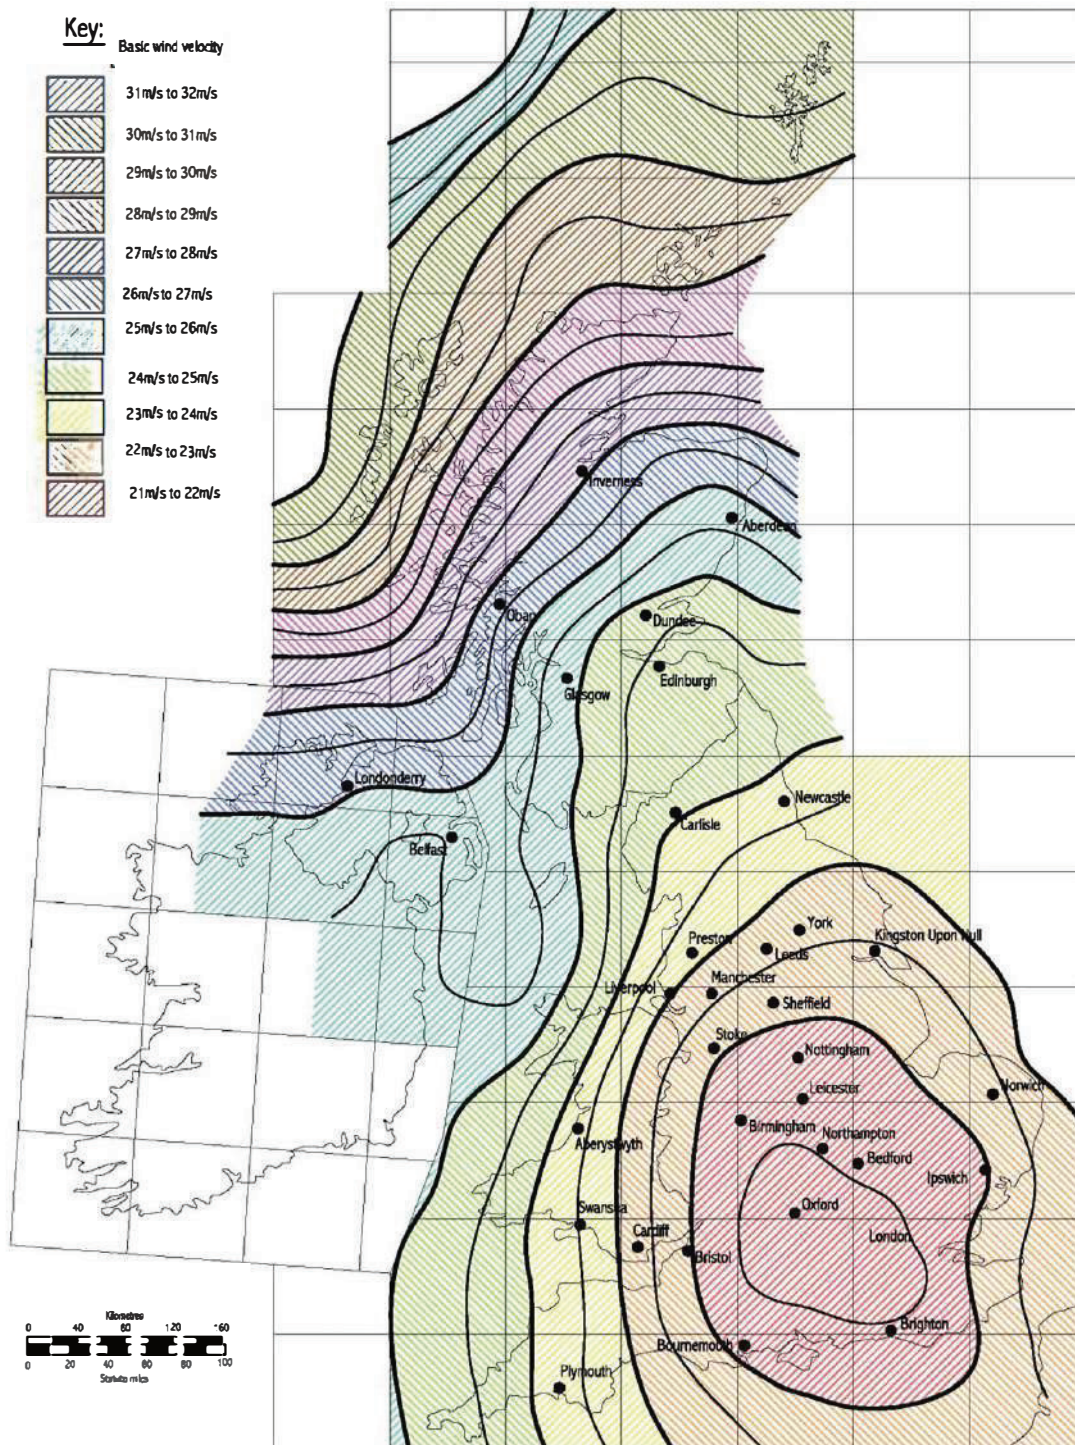 Key:
Basic wind velocity
31m/s to 32m/s
30m/s to 31m/s
29m/s to 30m/s
28m/s to 29m/s
27m/s to 28m/s
26m/s to 27m/s
25m/s to 26m/s
24m/s to 25m/s
23m/s to 24m/s
22m/s to 23m/s
21m/s to 22m/s
Inverness
Aberdeen
Oban
Dundee
Glasgow
Edinburgh
Londonderry
Newcastle
Carlisle
Belfast
York
Preston
Leeds
Kingston Upon Hull
Liverpool
Manchester
Sheffield
Stoke
Nottingham
Leicester
Norwich
Birmingham
Aberystwyth
Northampton
Bedford
Ipswich
Swansea
Oxford
Cardiff
London
Bristol
Brighton
Bournemouth
Plymouth
Kilometres
0 40 80 120 160
0 20 40 60 80 100
Statute miles